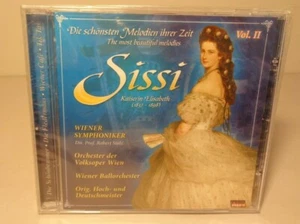 Die schönsten Melodien ihrer Zeit
The most beautiful melodies
Vol. II
Sissi
Kaiserin Elisabeth
WIENER
SYMPHONIKER
Orchester der
Volksoper Wien
Wiener Ballorchester
Orig. Hoch- und
Deutschmeister